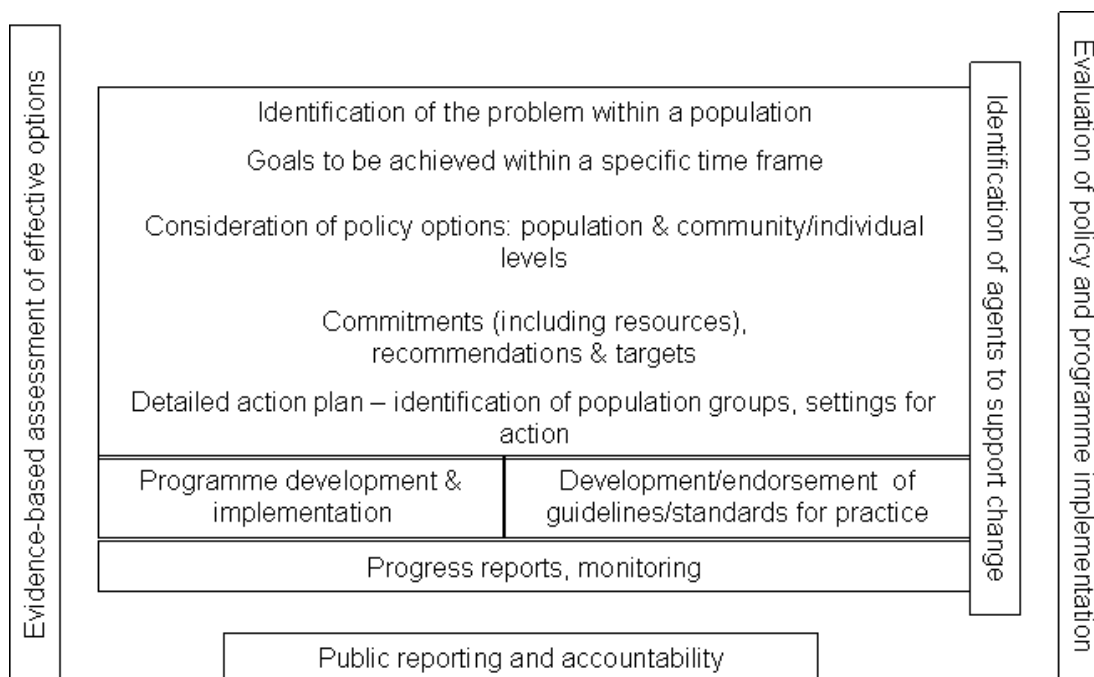 Evidence-based assessment of effective options
Identification of the problem within a population
Goals to be achieved within a specific time frame
Consideration of policy options: population & community/individual
levels
Commitments (including resources),
recommendations & targets
Detailed action plan – identification of population groups, settings for
action
Programme development &
implementation
Development/endorsement of
guidelines/standards for practice
Progress reports, monitoring
Public reporting and accountability
Identification of agents to support change
Evaluation of policy and programme implementation